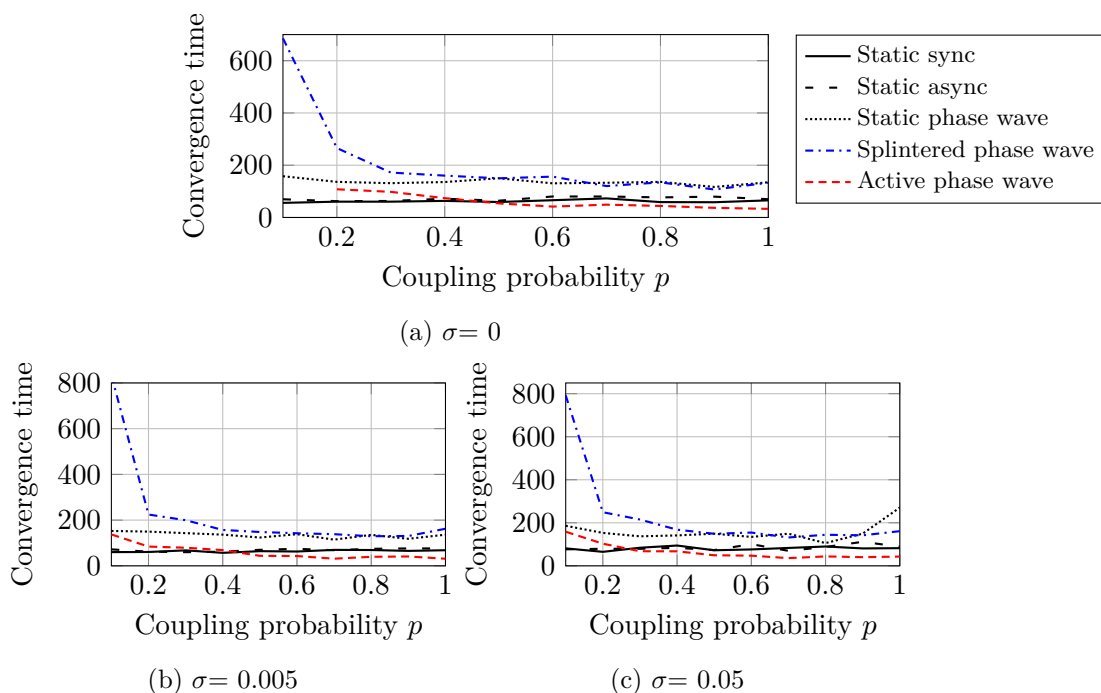 Convergence time
600
400
200
0
0.2
0.4
0.6
0.8
1
Coupling probability p
Static sync
Static async
Static phase wave
Splintered phase wave
Active phase wave
(a) σ= 0
Convergence time
800
600
400
200
0
0.2
0.4
0.6
0.8
1
Coupling probability p
(b) σ= 0.005
Convergence time
800
600
400
200
0
0.2
0.4
0.6
0.8
1
Coupling probability p
(c) σ= 0.05